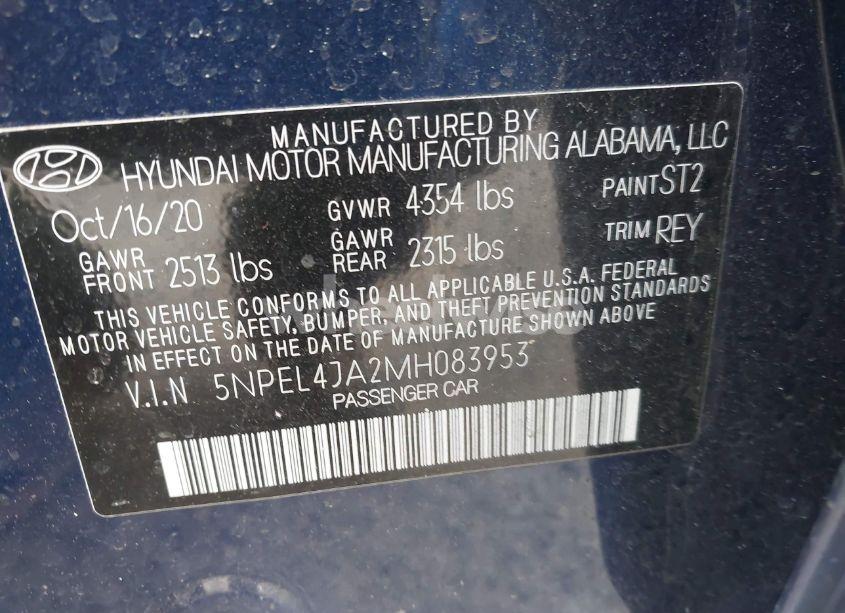 MANUFACTURED BY
HYUNDAI MOTOR MANUFACTURING ALABAMA, LLC
Oct/16/20 GVWR 4354 lbs PAINT ST2
GAWR FRONT 2513 lbs GAWR REAR 2315 lbs TRIM REY
THIS VEHICLE CONFORMS TO ALL APPLICABLE U.S.A. FEDERAL
MOTOR VEHICLE SAFETY, BUMPER, AND THEFT PREVENTION STANDARDS
IN EFFECT ON THE DATE OF MANUFACTURE SHOWN ABOVE
V.I.N 5NPEL4JA2MH083953
PASSENGER CAR